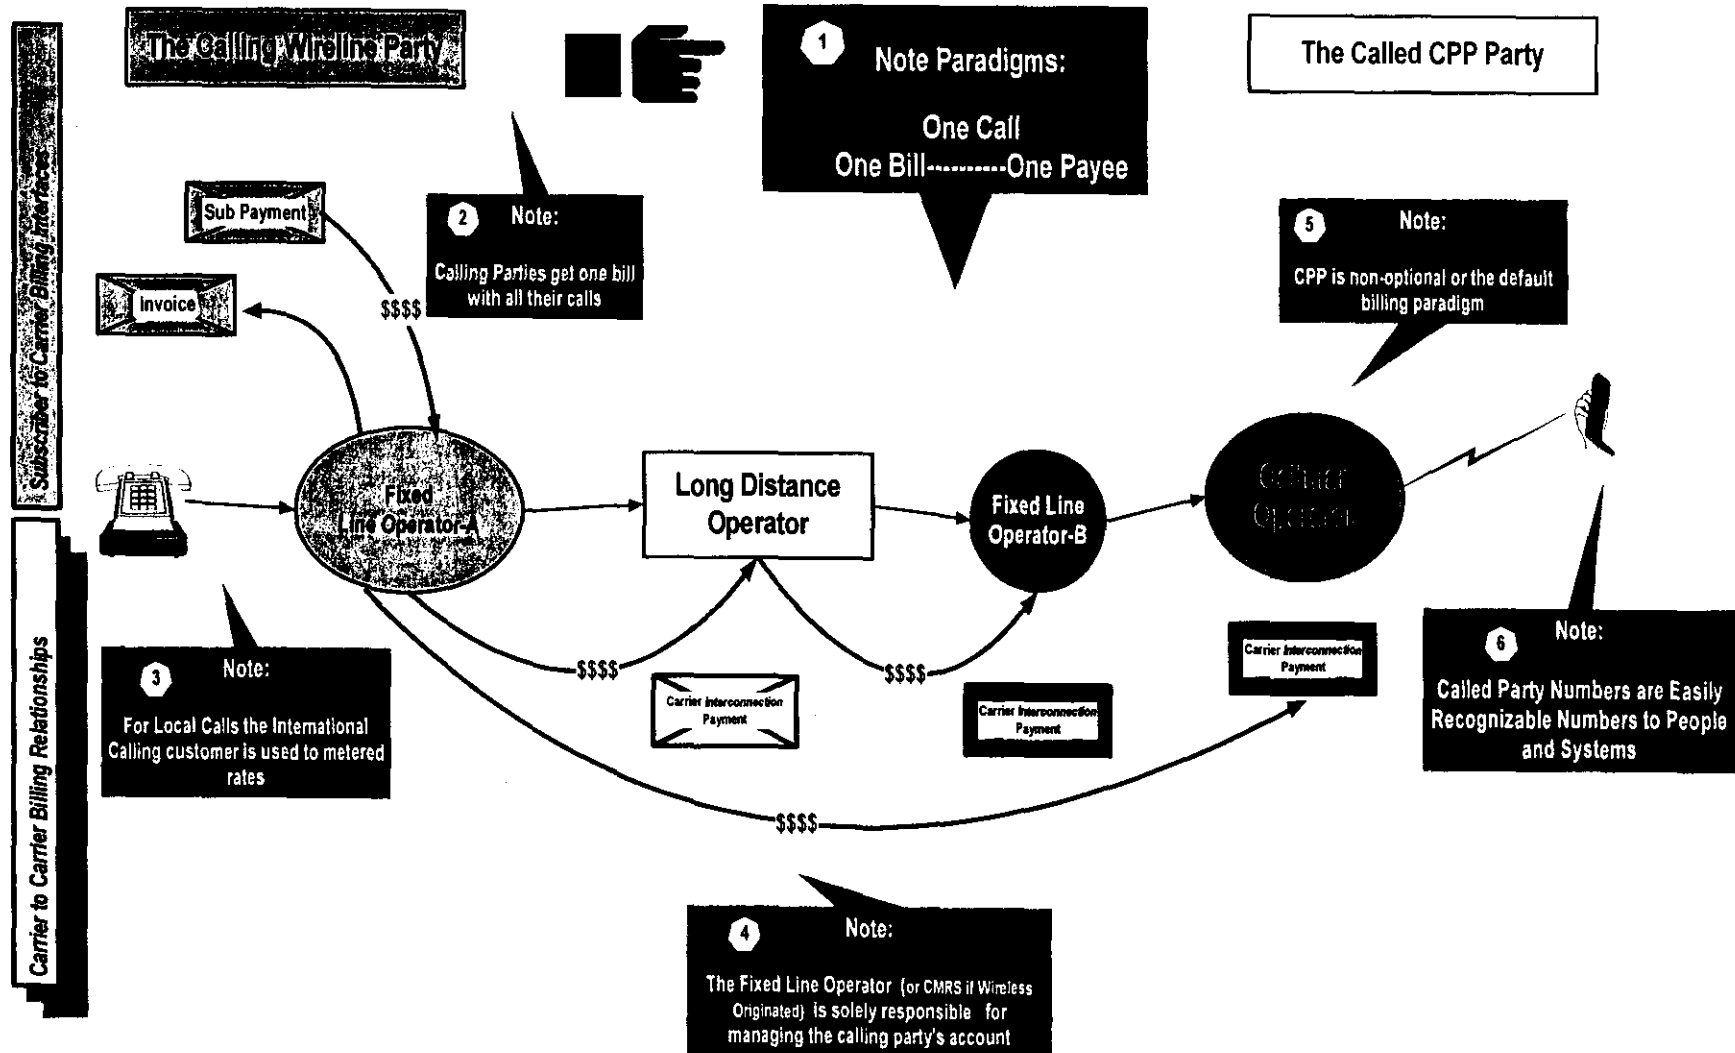 The Calling Wireline Party
1
Note Paradigms:
One Call
One Bill----------One Payee
The Called CPP Party
Subscriber to Carrier Billing Interfaces
Sub Payment
Invoice
$$$$
2
Note:
Calling Parties get one bill
with all their calls
5
Note:
CPP is non-optional or the default
billing paradigm
Fixed
Line Operator-A
Long Distance
Operator
Fixed Line
Operator-B
Cellular
Operator
Carrier to Carrier Billing Relationships
3
Note:
For Local Calls the International
Calling customer is used to metered
rates
$$$$
Carrier Interconnection
Payment
$$$$
Carrier Interconnection
Payment
Carrier Interconnection
Payment
6
Note:
Called Party Numbers are Easily
Recognizable Numbers to People
and Systems
$$$$
4
Note:
The Fixed Line Operator (or CMRS if Wireless
Originated) is solely responsible for
managing the calling party's account